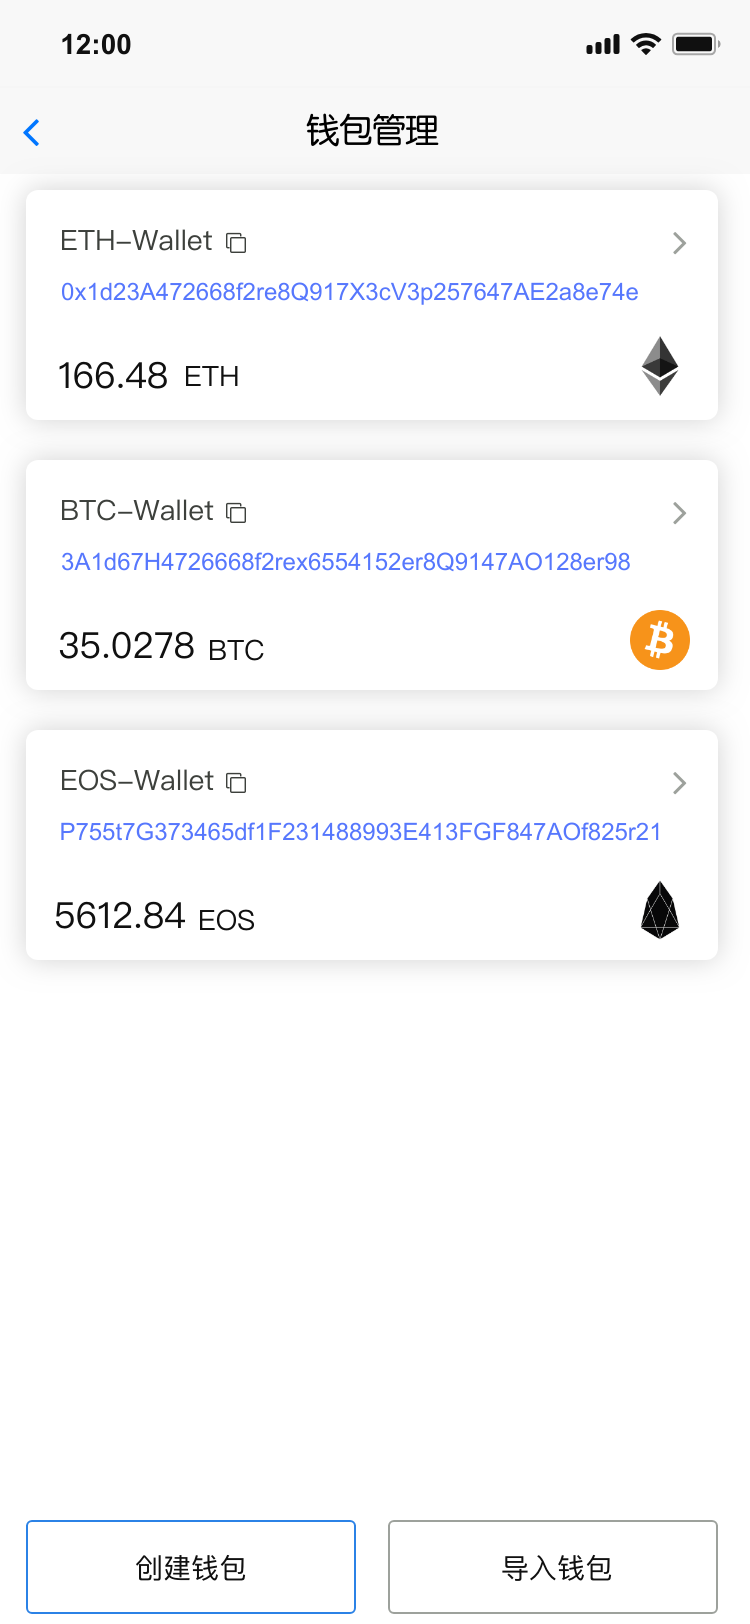 12:00
钱包管理
ETH-Wallet
0x1d23A472668f2re8Q917X3cV3p257647AE2a8e74e
166.48 ETH
BTC-Wallet
3A1d67H4726668f2rex6554152er8Q9147AO128er98
35.0278 BTC
EOS-Wallet
P755t7G373465df1F231488993E413FGF847AOf825r21
5612.84 EOS
创建钱包
导入钱包